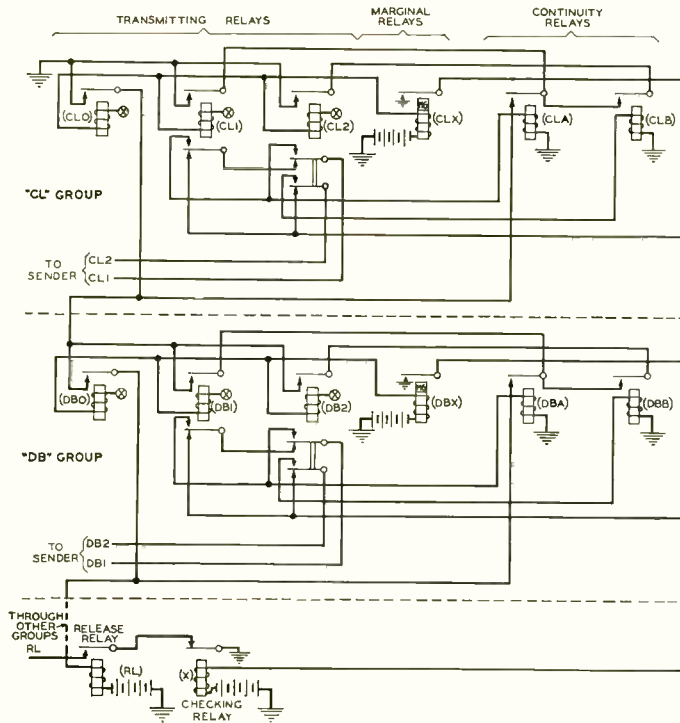 TRANSMITTING RELAYS
MARGINAL RELAYS
CONTINUITY RELAYS
(CL0) (CL1) (CL2) (CLX) (CLA) (CLB)
MG
"CL" GROUP
TO SENDER
CL2
CL1
(DB0) (DB1) (DB2) (DBX) (DBA) (DBB)
MG
"DB" GROUP
TO SENDER
DB2
DB1
THROUGH OTHER GROUPS
RL
RELEASE RELAY
(RL)
(X)
CHECKING RELAY